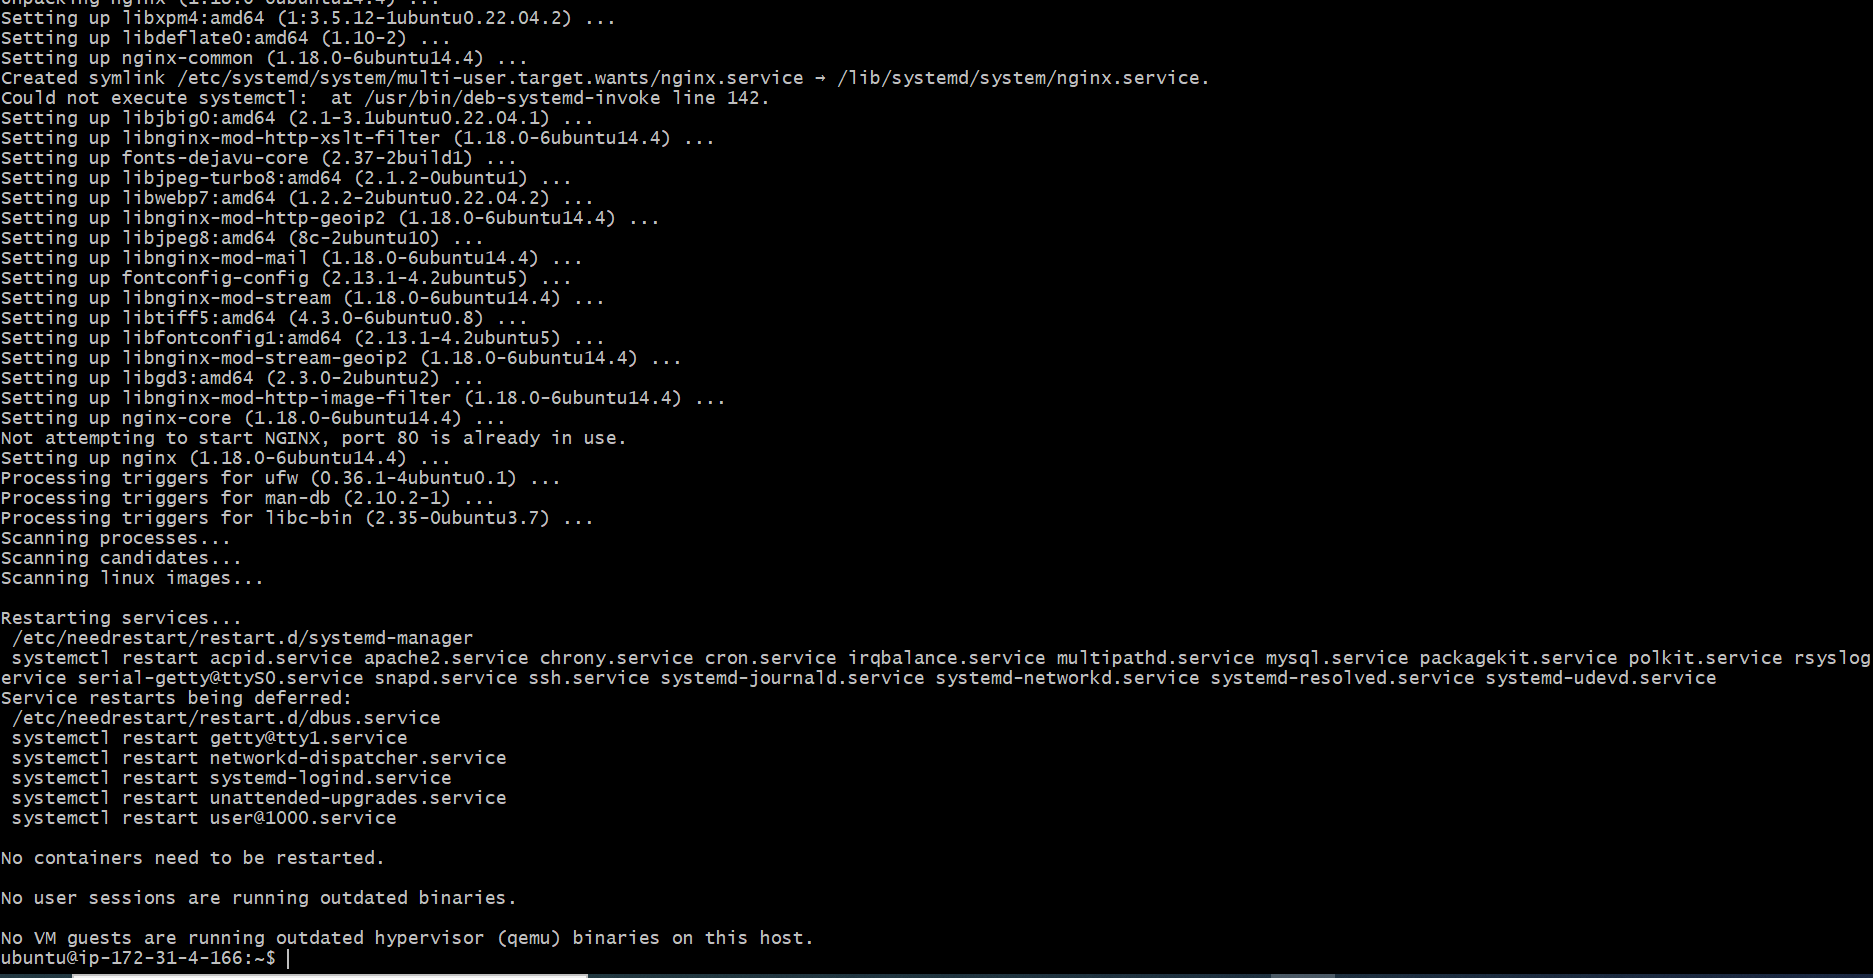 Unpacking nginx (1.18.0-6ubuntu14.4) ...
Setting up libxpm4:amd64 (1:3.5.12-1ubuntu0.22.04.2) ...
Setting up libdeflate0:amd64 (1.10-2) ...
Setting up nginx-common (1.18.0-6ubuntu14.4) ...
Created symlink /etc/systemd/system/multi-user.target.wants/nginx.service → /lib/systemd/system/nginx.service.
Could not execute systemctl:  at /usr/bin/deb-systemd-invoke line 142.
Setting up libjbig0:amd64 (2.1-3.1ubuntu0.22.04.1) ...
Setting up libnginx-mod-http-xslt-filter (1.18.0-6ubuntu14.4) ...
Setting up fonts-dejavu-core (2.37-2build1) ...
Setting up libjpeg-turbo8:amd64 (2.1.2-0ubuntu1) ...
Setting up libwebp7:amd64 (1.2.2-2ubuntu0.22.04.2) ...
Setting up libnginx-mod-http-geoip2 (1.18.0-6ubuntu14.4) ...
Setting up libjpeg8:amd64 (8c-2ubuntu10) ...
Setting up libnginx-mod-mail (1.18.0-6ubuntu14.4) ...
Setting up fontconfig-config (2.13.1-4.2ubuntu5) ...
Setting up libnginx-mod-stream (1.18.0-6ubuntu14.4) ...
Setting up libtiff5:amd64 (4.3.0-6ubuntu0.8) ...
Setting up libfontconfig1:amd64 (2.13.1-4.2ubuntu5) ...
Setting up libnginx-mod-stream-geoip2 (1.18.0-6ubuntu14.4) ...
Setting up libgd3:amd64 (2.3.0-2ubuntu2) ...
Setting up libnginx-mod-http-image-filter (1.18.0-6ubuntu14.4) ...
Setting up nginx-core (1.18.0-6ubuntu14.4) ...
Not attempting to start NGINX, port 80 is already in use.
Setting up nginx (1.18.0-6ubuntu14.4) ...
Processing triggers for ufw (0.36.1-4ubuntu0.1) ...
Processing triggers for man-db (2.10.2-1) ...
Processing triggers for libc-bin (2.35-0ubuntu3.7) ...
Scanning processes...
Scanning candidates...
Scanning linux images...
Restarting services...
 /etc/needrestart/restart.d/systemd-manager
 systemctl restart acpid.service apache2.service chrony.service cron.service irqbalance.service multipathd.service mysql.service packagekit.service polkit.service rsyslog
ervice serial-getty@ttyS0.service snapd.service ssh.service systemd-journald.service systemd-networkd.service systemd-resolved.service systemd-udevd.service
Service restarts being deferred:
 /etc/needrestart/restart.d/dbus.service
 systemctl restart getty@tty1.service
 systemctl restart networkd-dispatcher.service
 systemctl restart systemd-logind.service
 systemctl restart unattended-upgrades.service
 systemctl restart user@1000.service
No containers need to be restarted.
No user sessions are running outdated binaries.
No VM guests are running outdated hypervisor (qemu) binaries on this host.
ubuntu@ip-172-31-4-166:~$